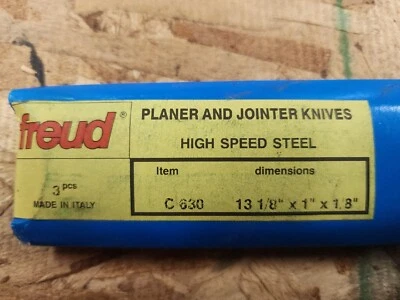 freud®
PLANER AND JOINTER KNIVES
HIGH SPEED STEEL
Item dimensions
3 pcs
MADE IN ITALY
C 630 13 1/8" x 1" x 1/8"